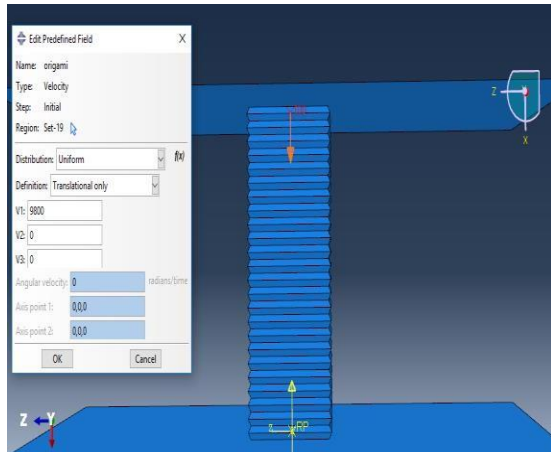 Edit Predefined Field X
Name: origami
Type: Velocity
Step: Initial
Region: Set-19
Distribution: Uniform f(x)
Definition: Translational only
V1: 9800
V2: 0
V3: 0
Angular velocity: 0 radians/time
Axis point 1: 0,0,0
Axis point 2: 0,0,0
OK Cancel
Z
X
z RP
Z Y